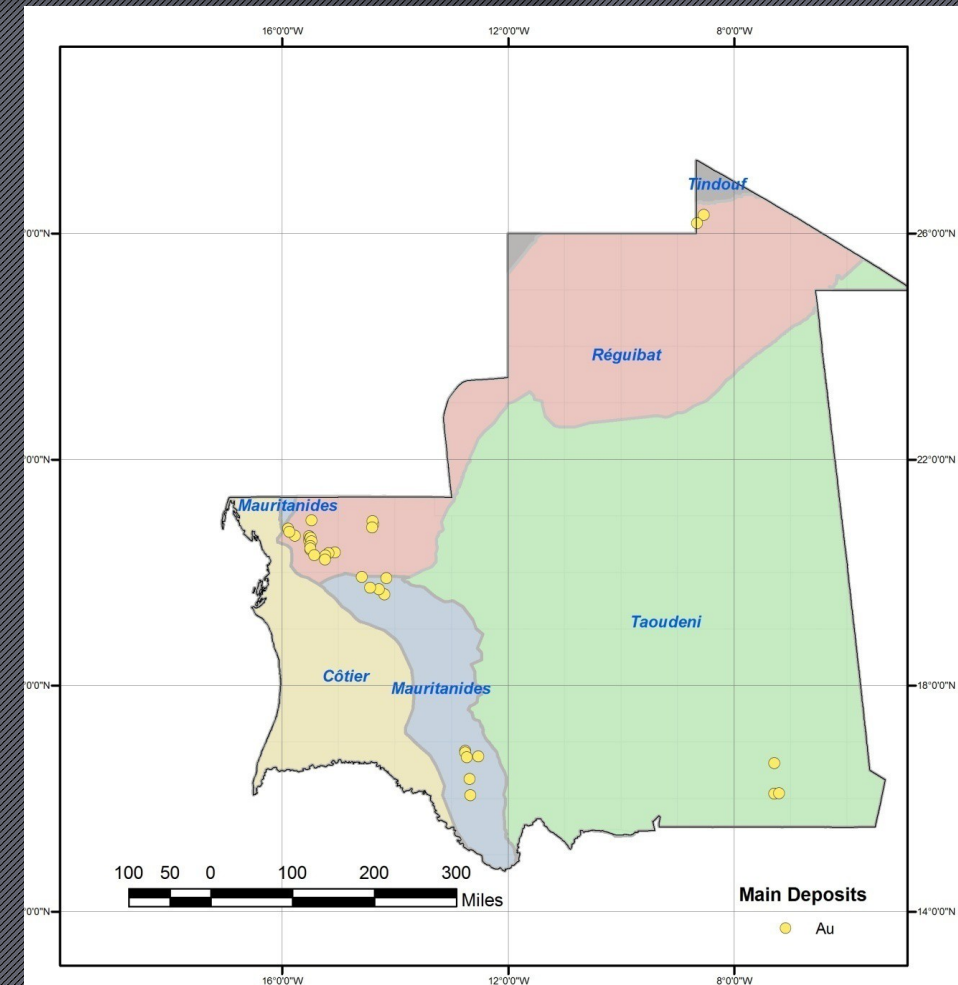 16°0'0"W 12°0'0"W 8°0'0"W
Tindouf
0'0"N 26°0'0"N
Réguibat
0'0"N 22°0'0"N
Mauritanides
Taoudeni
Côtier
Mauritanides
0'0"N 18°0'0"N
100 50 0 100 200 300
Miles
Main Deposits
Au
0'0"N 14°0'0"N
16°0'0"W 12°0'0"W 8°0'0"W